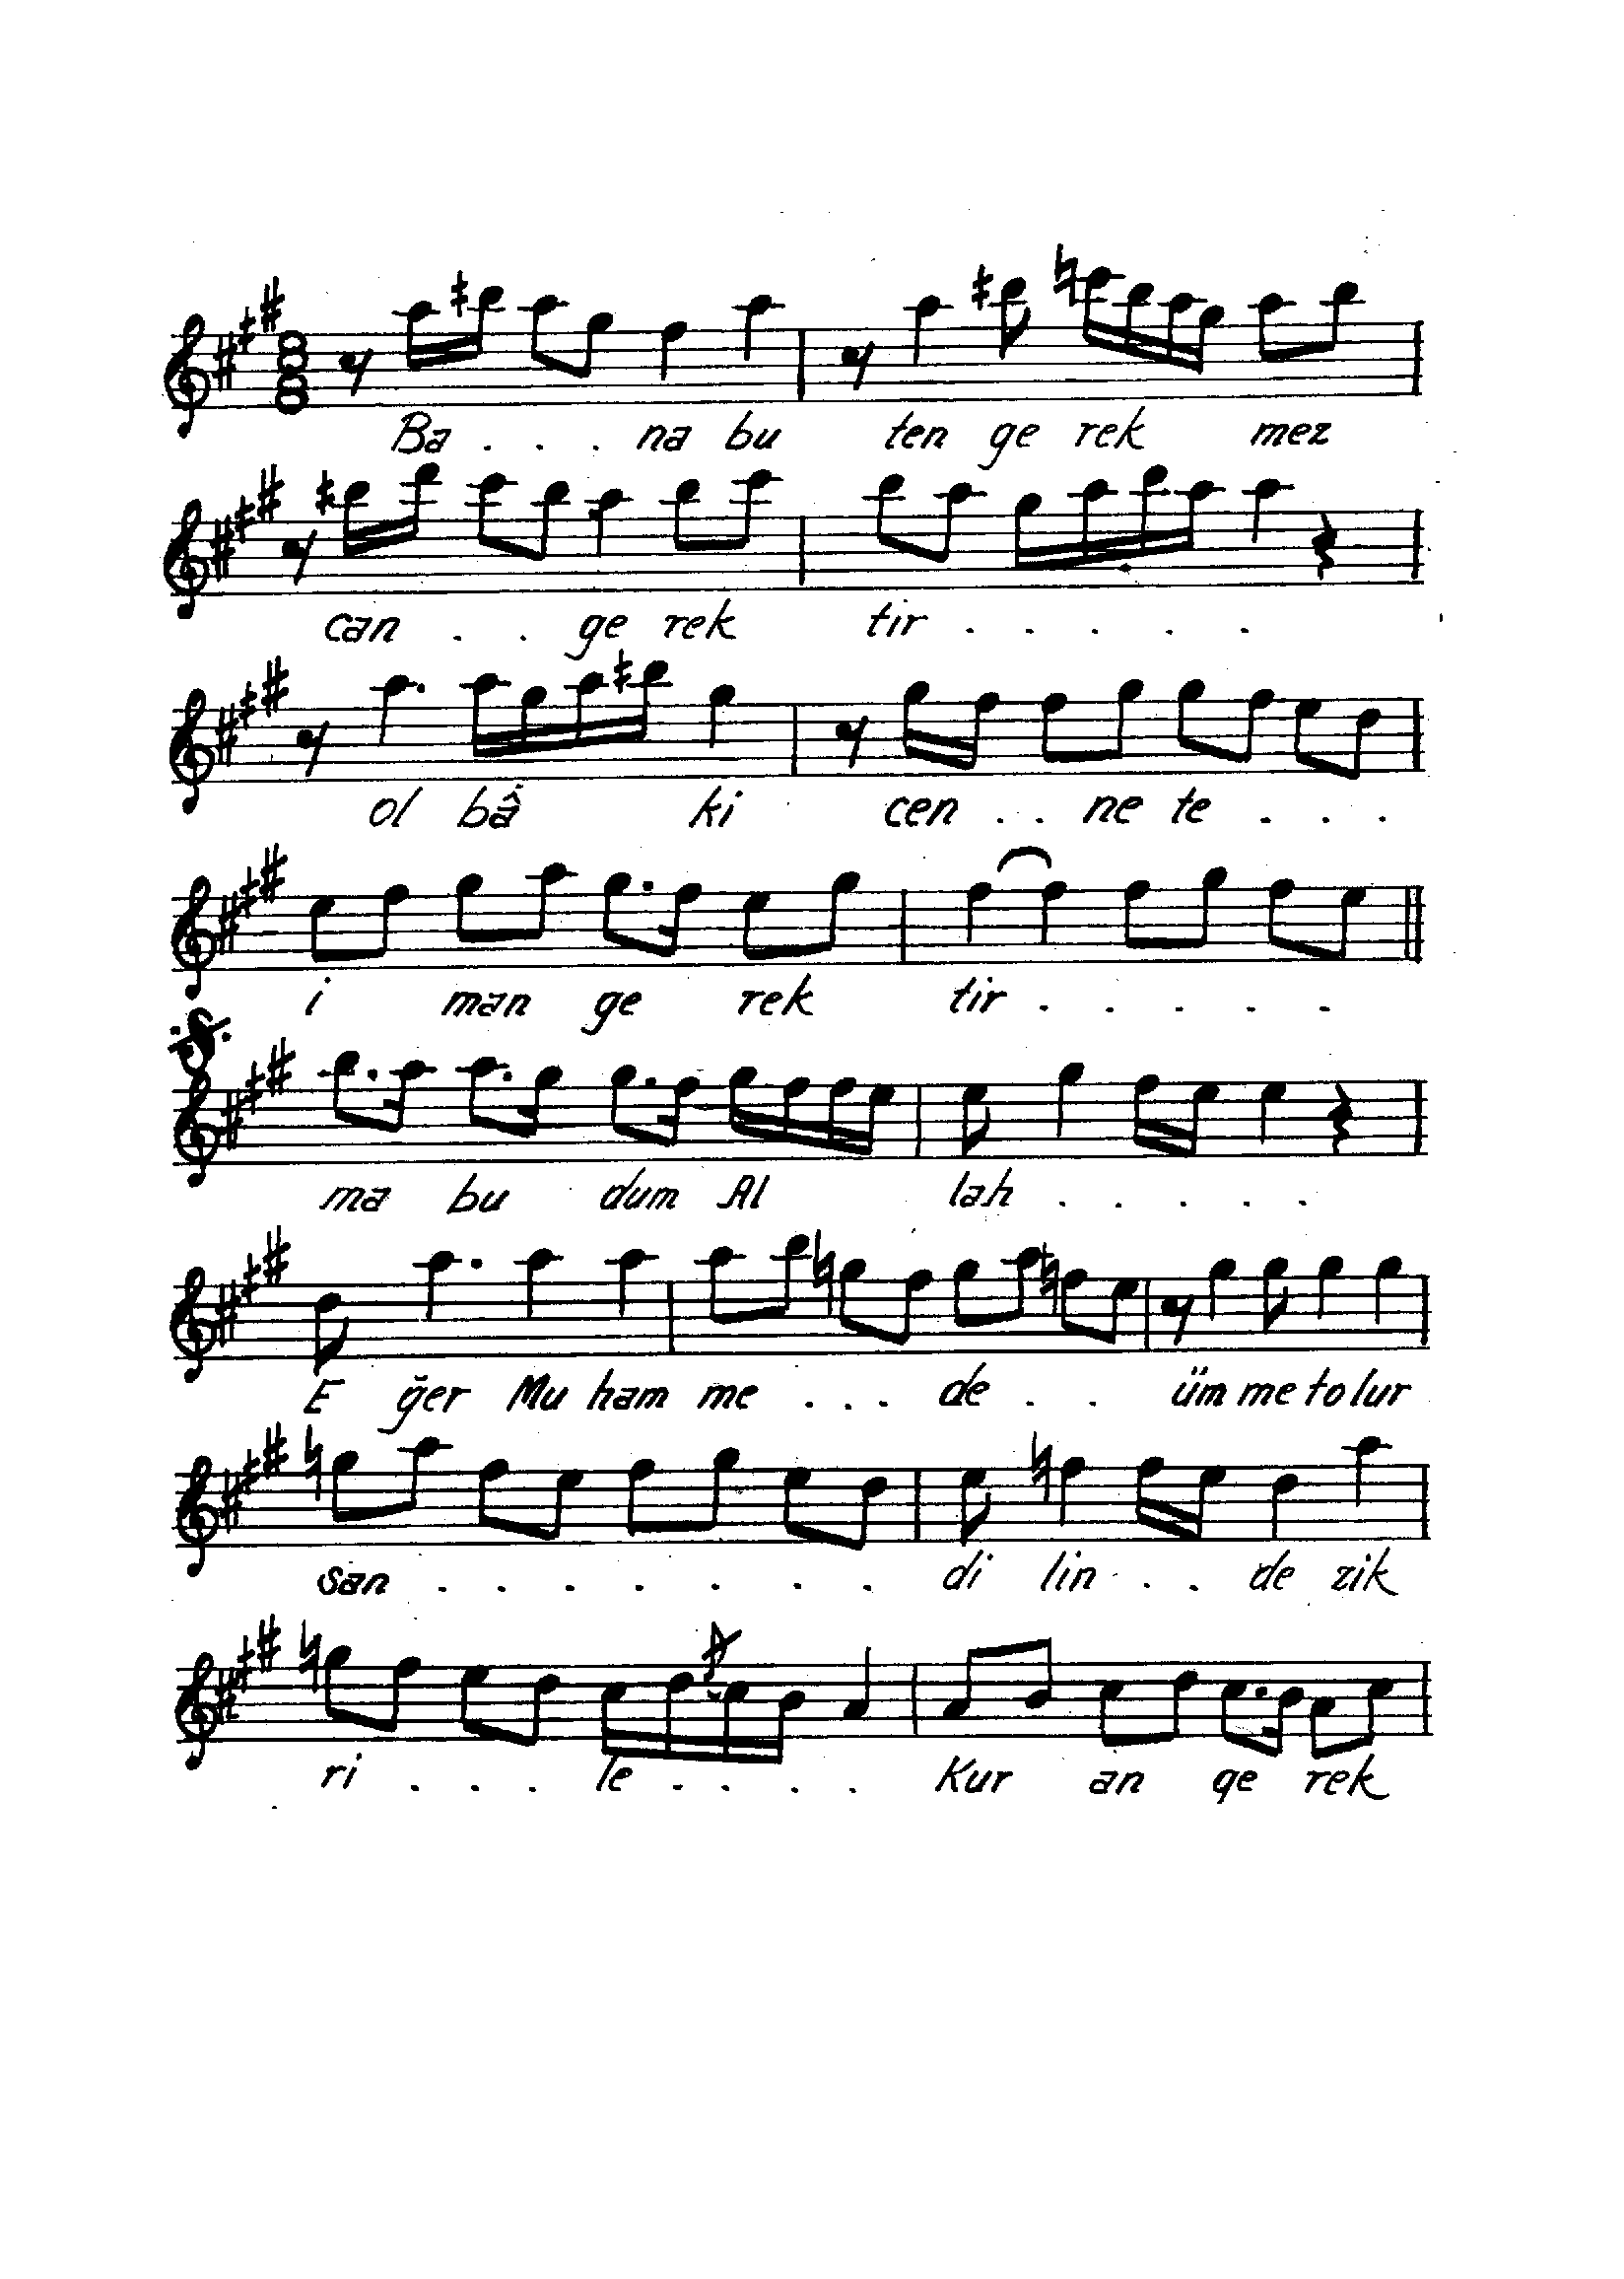 Ba . . . na bu ten ge rek mez
can . . ge rek tir . . . . .
ol bâ ki cen . . ne te . . .
i man ge rek tir . . . . .
ma bu dum Al lah . . . . .
E ğer Mu ham me . . . de . . üm me to lur
san . . . . . . . di lin . . de zik
ri . . . le . . . . Kur an ge rek